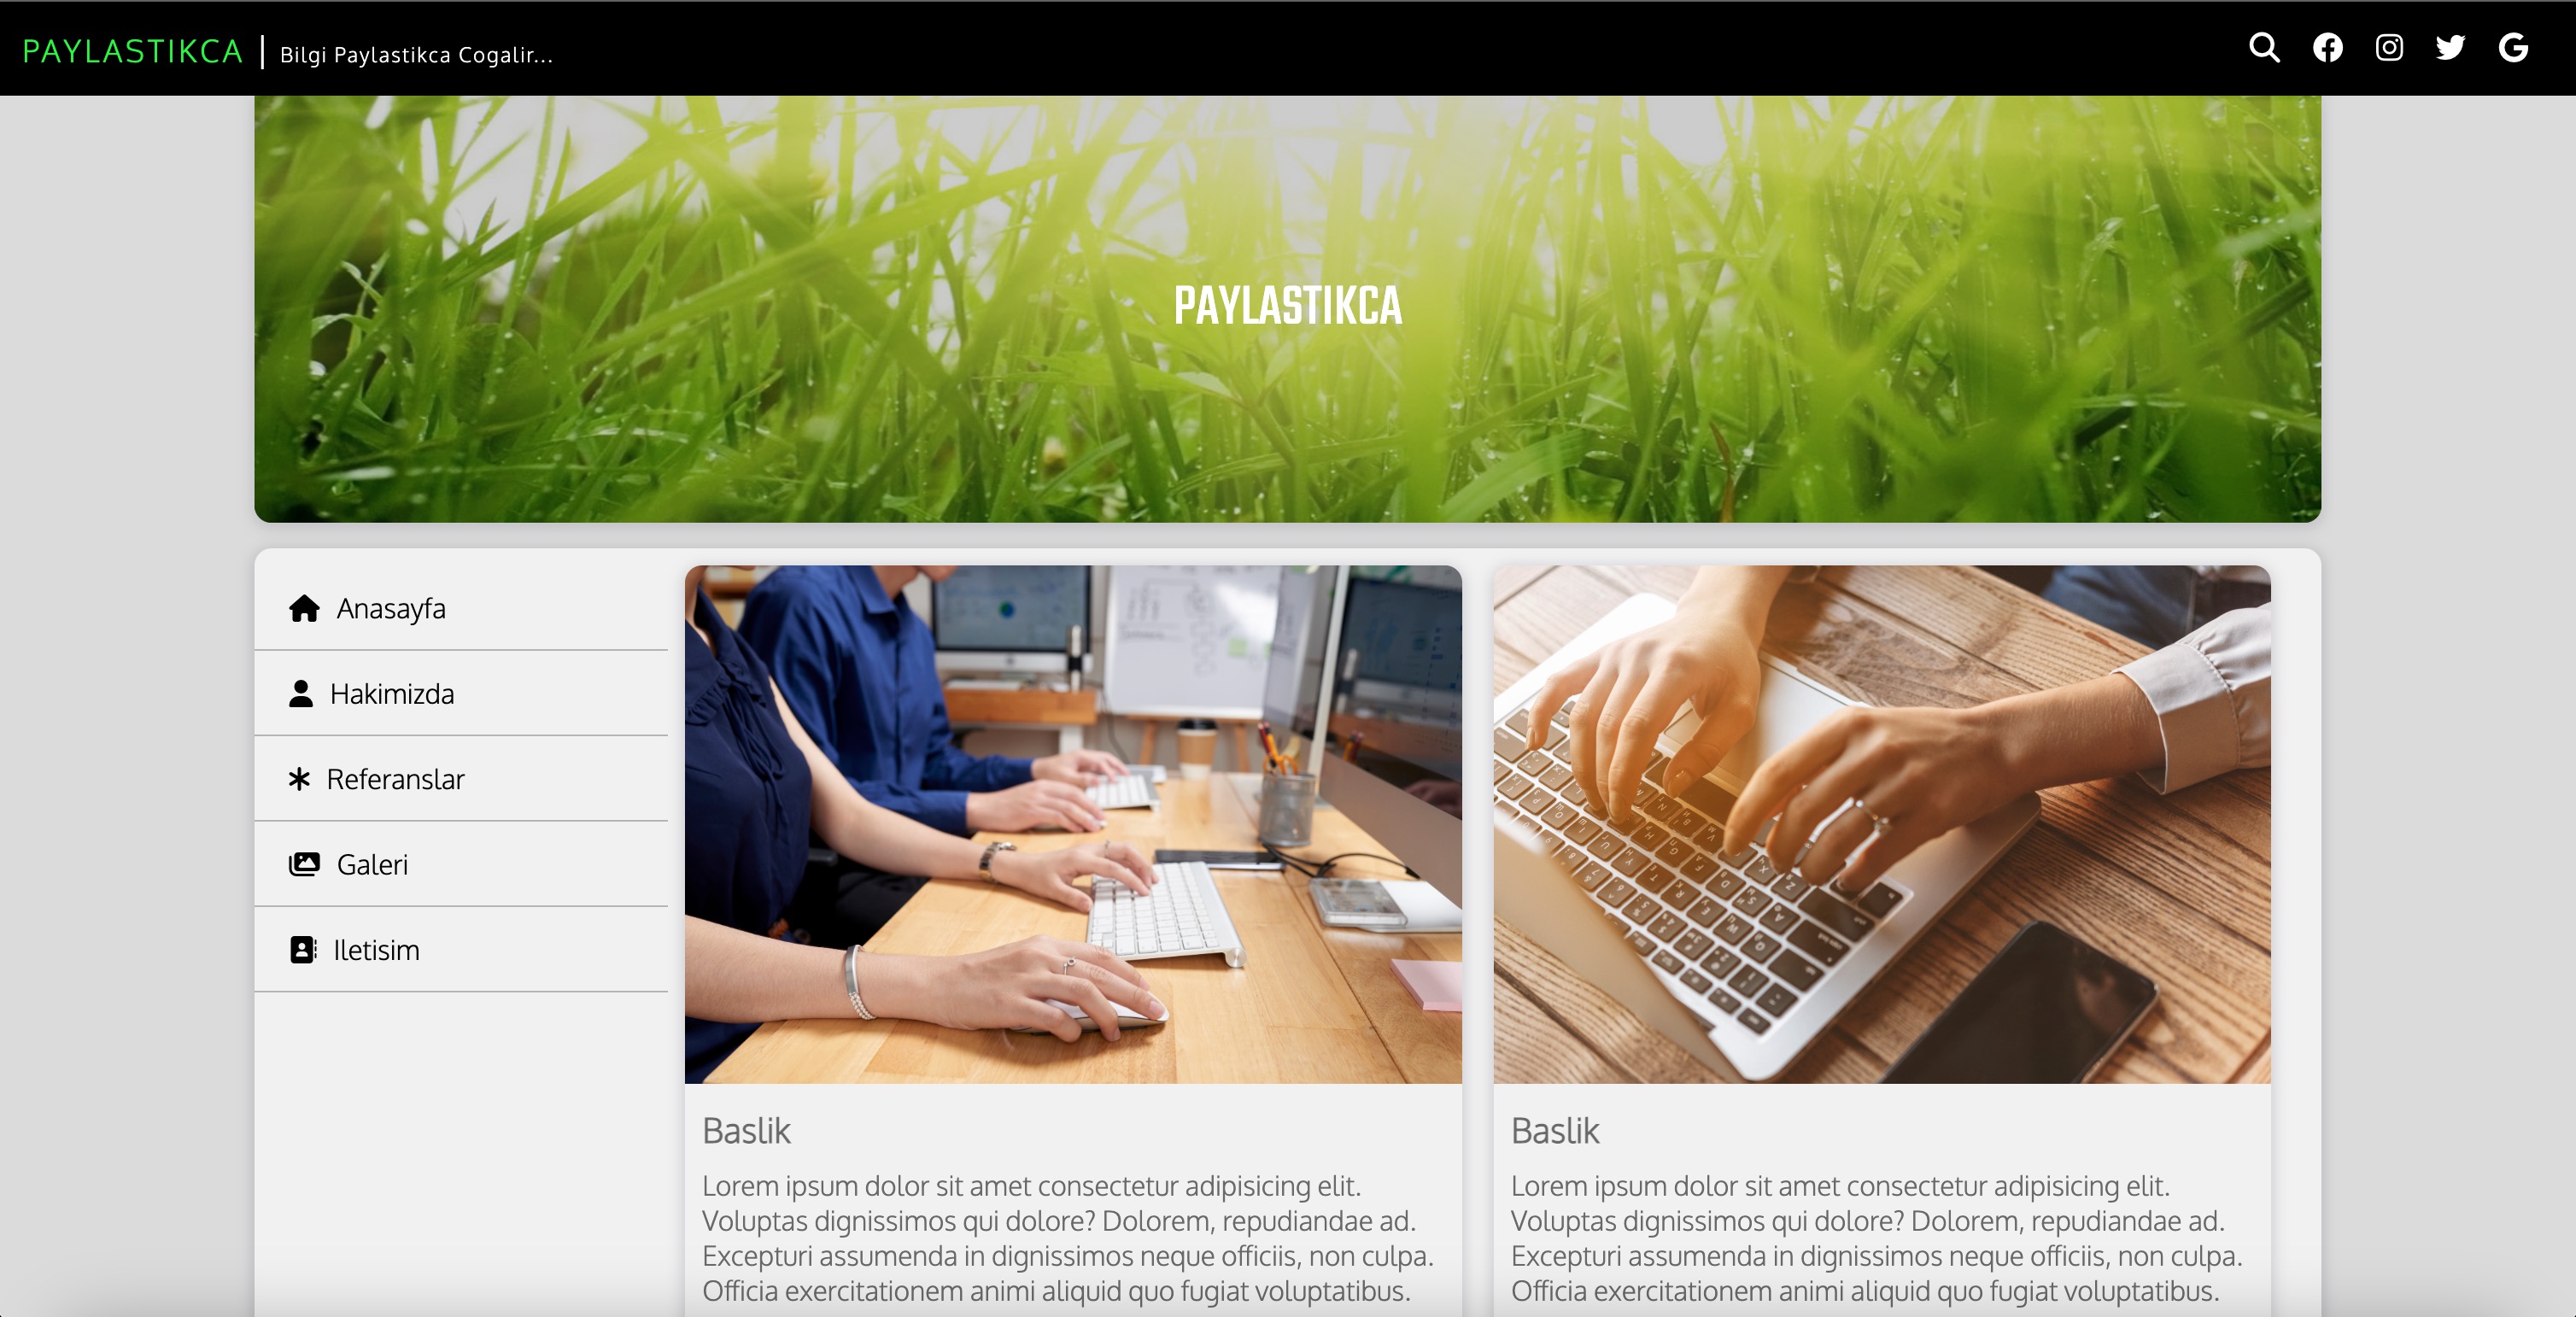 PAYLASTIKCA | Bilgi Paylastikca Cogalir...
PAYLASTIKCA
Anasayfa
Hakimizda
Referanslar
Galeri
Iletisim
Baslik
Lorem ipsum dolor sit amet consectetur adipisicing elit.
Voluptas dignissimos qui dolore? Dolorem, repudiandae ad.
Excepturi assumenda in dignissimos neque officiis, non culpa.
Officia exercitationem animi aliquid quo fugiat voluptatibus.
Baslik
Lorem ipsum dolor sit amet consectetur adipisicing elit.
Voluptas dignissimos qui dolore? Dolorem, repudiandae ad.
Excepturi assumenda in dignissimos neque officiis, non culpa.
Officia exercitationem animi aliquid quo fugiat voluptatibus.